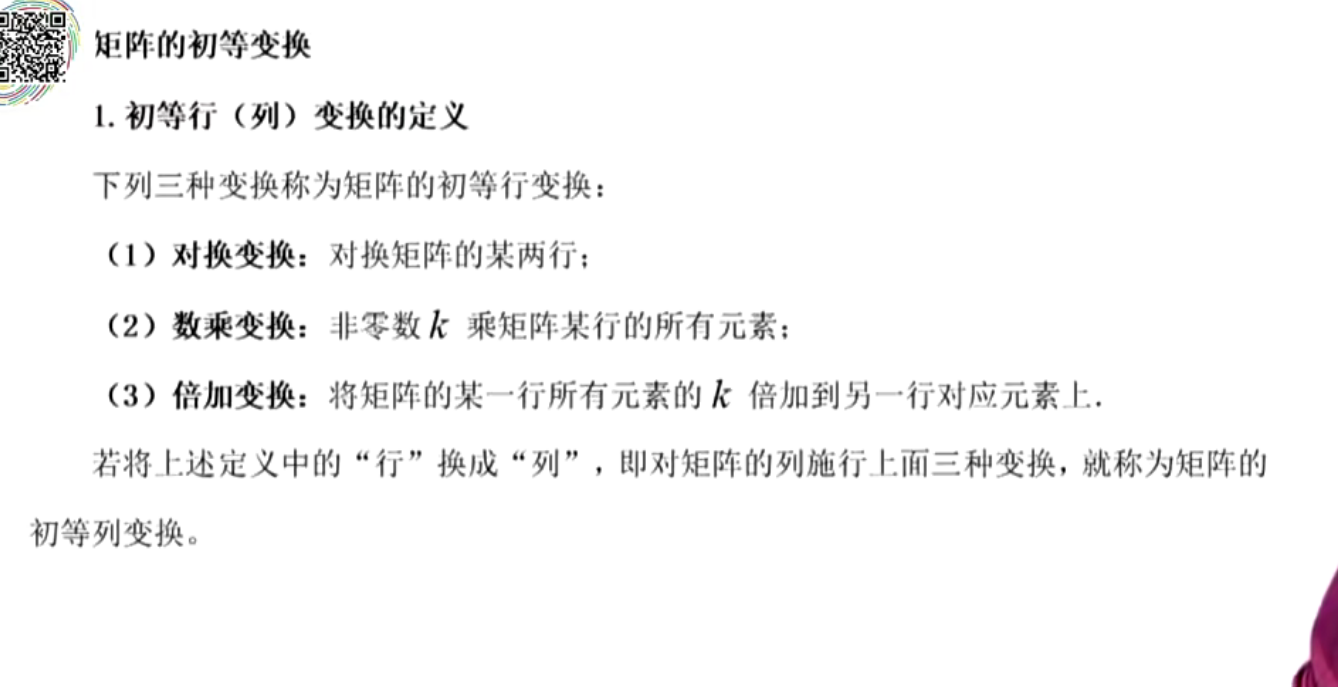 矩阵的初等变换
1. 初等行（列）变换的定义
下列三种变换称为矩阵的初等行变换：
（1）对换变换：对换矩阵的某两行；
（2）数乘变换：非零数 k 乘矩阵某行的所有元素；
（3）倍加变换：将矩阵的某一行所有元素的 k 倍加到另一行对应元素上．
若将上述定义中的“行”换成“列”，即对矩阵的列施行上面三种变换，就称为矩阵的
初等列变换。